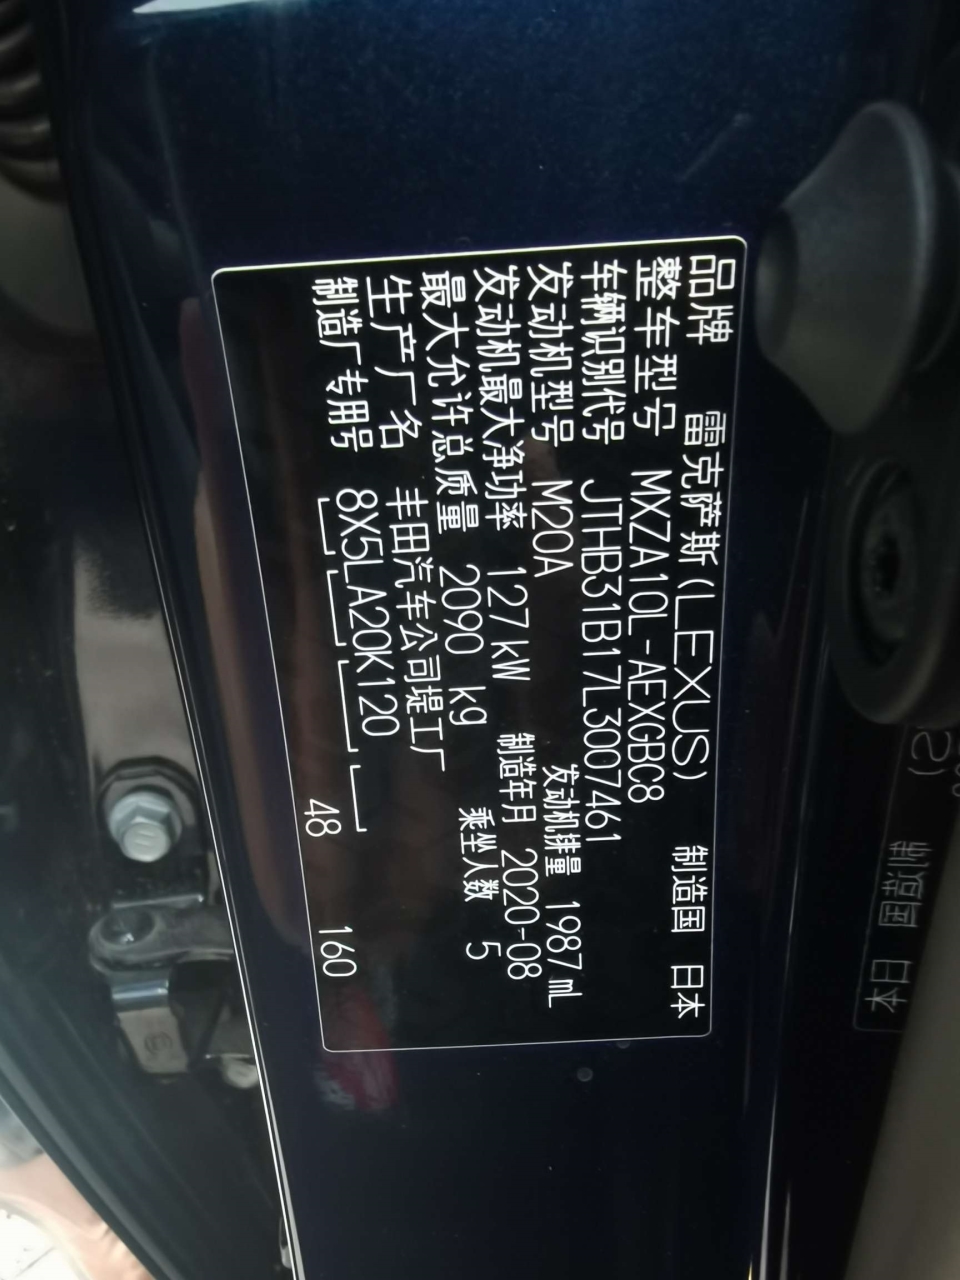 品牌 雷克萨斯(LEXUS) 制造国 日本
整车型号 MXZA10L-AEXGBC8
车辆识别代号 JTHB31B17L3007461
发动机型号 M20A 发动机排量 1987 mL
发动机最大净功率 127 kW 制造年月 2020-08
最大允许总质量 2090 kg 乘坐人数 5
生产厂名 丰田汽车公司堤工厂
制造厂专用号 8X5LA20K120
48 160